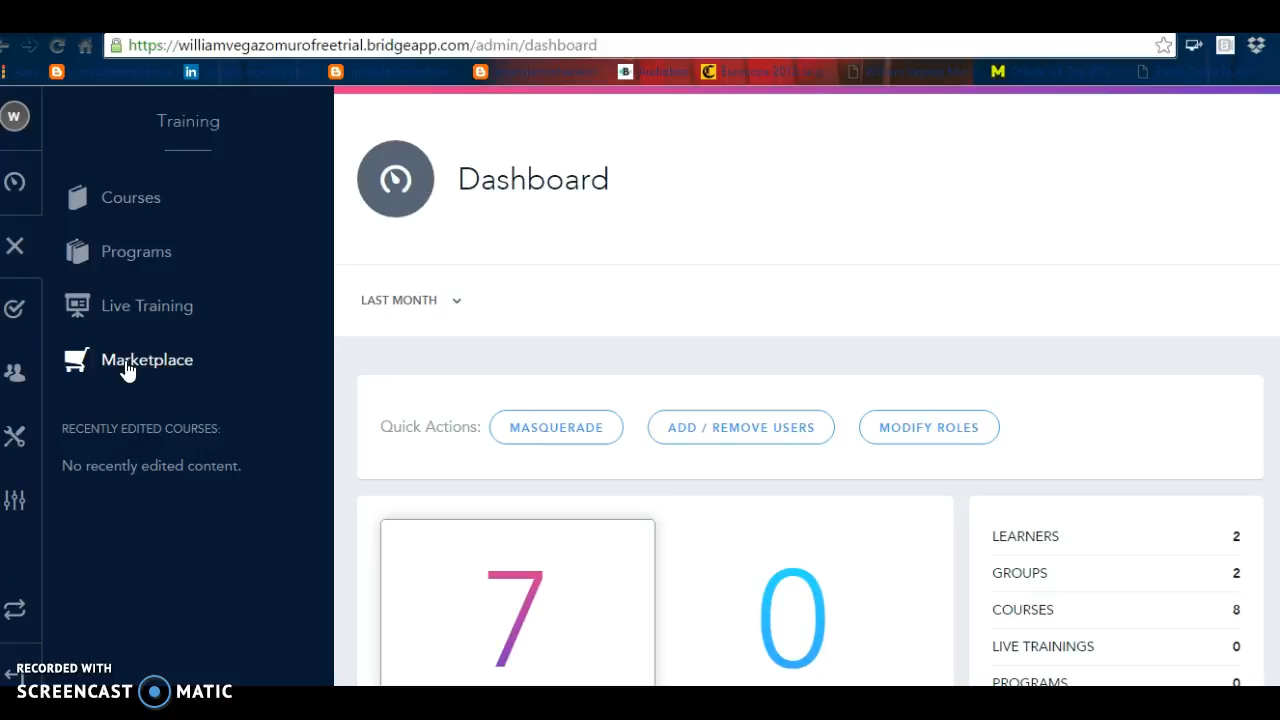 https://williamvegazomurofreetrial.bridgeapp.com/admin/dashboard
W
Training
Courses
Programs
Live Training
Marketplace
RECENTLY EDITED COURSES:
No recently edited content.
Dashboard
LAST MONTH
Quick Actions:
MASQUERADE
ADD / REMOVE USERS
MODIFY ROLES
7
0
LEARNERS 2
GROUPS 2
COURSES 8
LIVE TRAININGS 0
PROGRAMS 0
RECORDED WITH
SCREENCAST MATIC